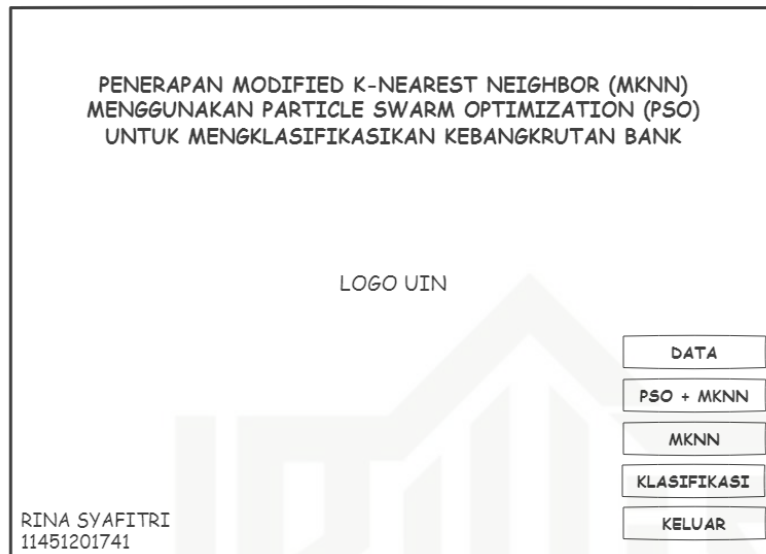 PENERAPAN MODIFIED K-NEAREST NEIGHBOR (MKNN)
MENGGUNAKAN PARTICLE SWARM OPTIMIZATION (PSO)
UNTUK MENGKLASIFIKASIKAN KEBANGKRUTAN BANK
LOGO UIN
DATA
PSO + MKNN
MKNN
KLASIFIKASI
KELUAR
RINA SYAFITRI
11451201741